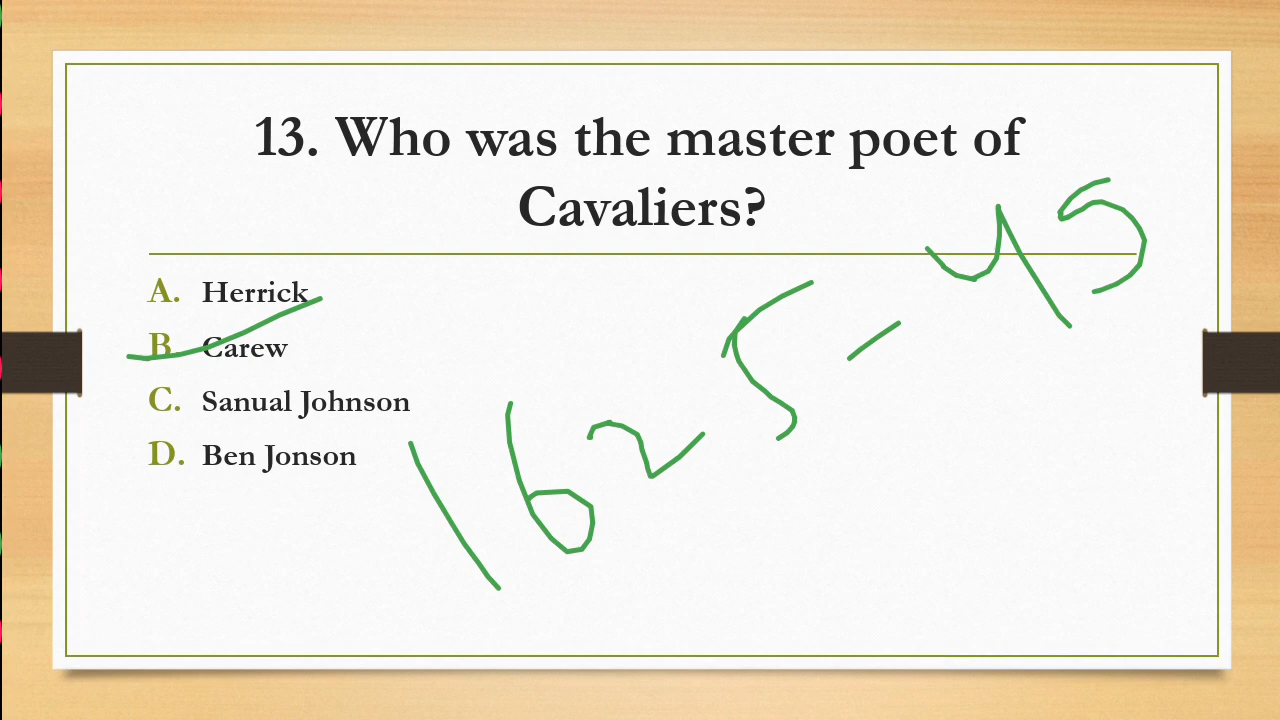 13. Who was the master poet of
Cavaliers?
A. Herrick
B. Carew
C. Sanual Johnson
D. Ben Jonson
1625-45